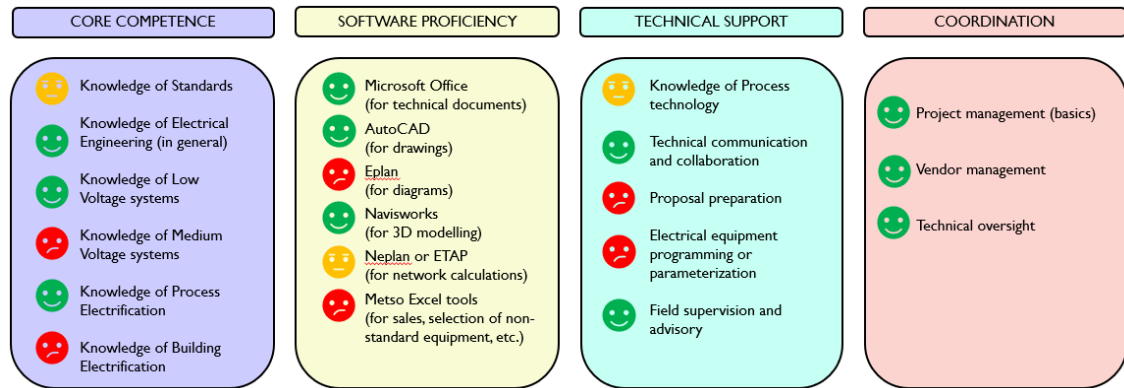 CORE COMPETENCE
Knowledge of Standards
Knowledge of Electrical
Engineering (in general)
Knowledge of Low
Voltage systems
Knowledge of Medium
Voltage systems
Knowledge of Process
Electrification
Knowledge of Building
Electrification
SOFTWARE PROFICIENCY
Microsoft Office
(for technical documents)
AutoCAD
(for drawings)
Eplan
(for diagrams)
Navisworks
(for 3D modelling)
Neplan or ETAP
(for network calculations)
Metso Excel tools
(for sales, selection of non-
standard equipment, etc.)
TECHNICAL SUPPORT
Knowledge of Process
technology
Technical communication
and collaboration
Proposal preparation
Electrical equipment
programming or
parameterization
Field supervision and
advisory
COORDINATION
Project management (basics)
Vendor management
Technical oversight